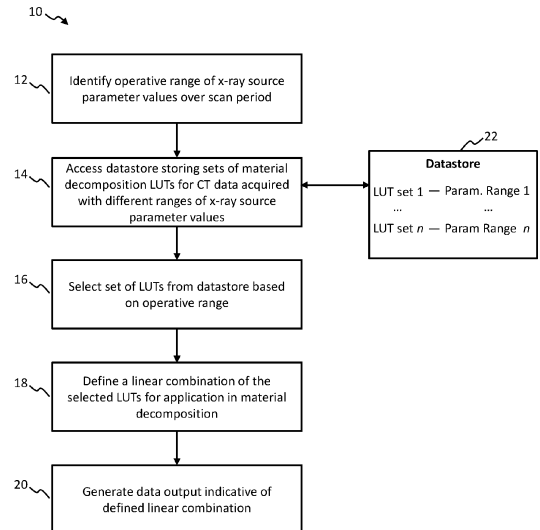 10
12
Identify operative range of x-ray source
parameter values over scan period
14
Access datastore storing sets of material
decomposition LUTs for CT data acquired
with different ranges of x-ray source
parameter values
22
Datastore
LUT set 1 — Param. Range 1
... ...
LUT set n — Param Range n
16
Select set of LUTs from datastore based
on operative range
18
Define a linear combination of the
selected LUTs for application in material
decomposition
20
Generate data output indicative of
defined linear combination